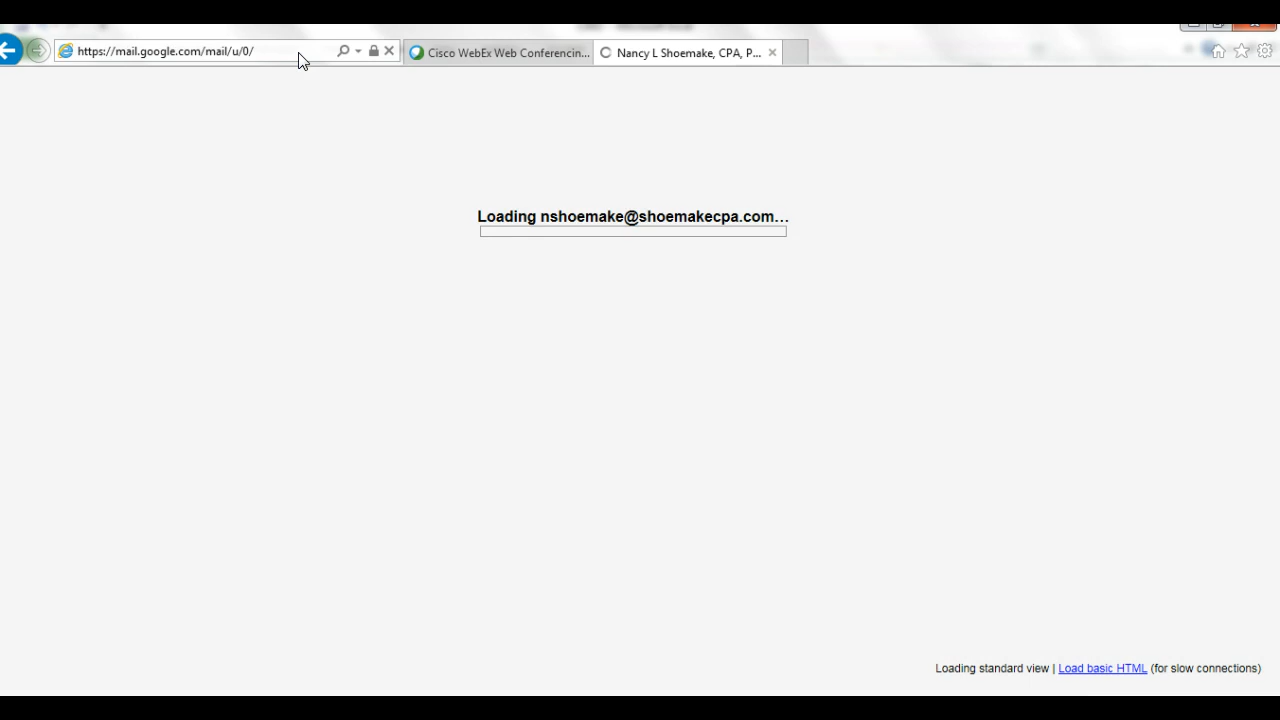 https://mail.google.com/mail/u/0/
Cisco WebEx Web Conferencin...
Nancy L Shoemake, CPA, P...
Loading nshoemake@shoemakecpa.com...
Loading standard view | Load basic HTML (for slow connections)